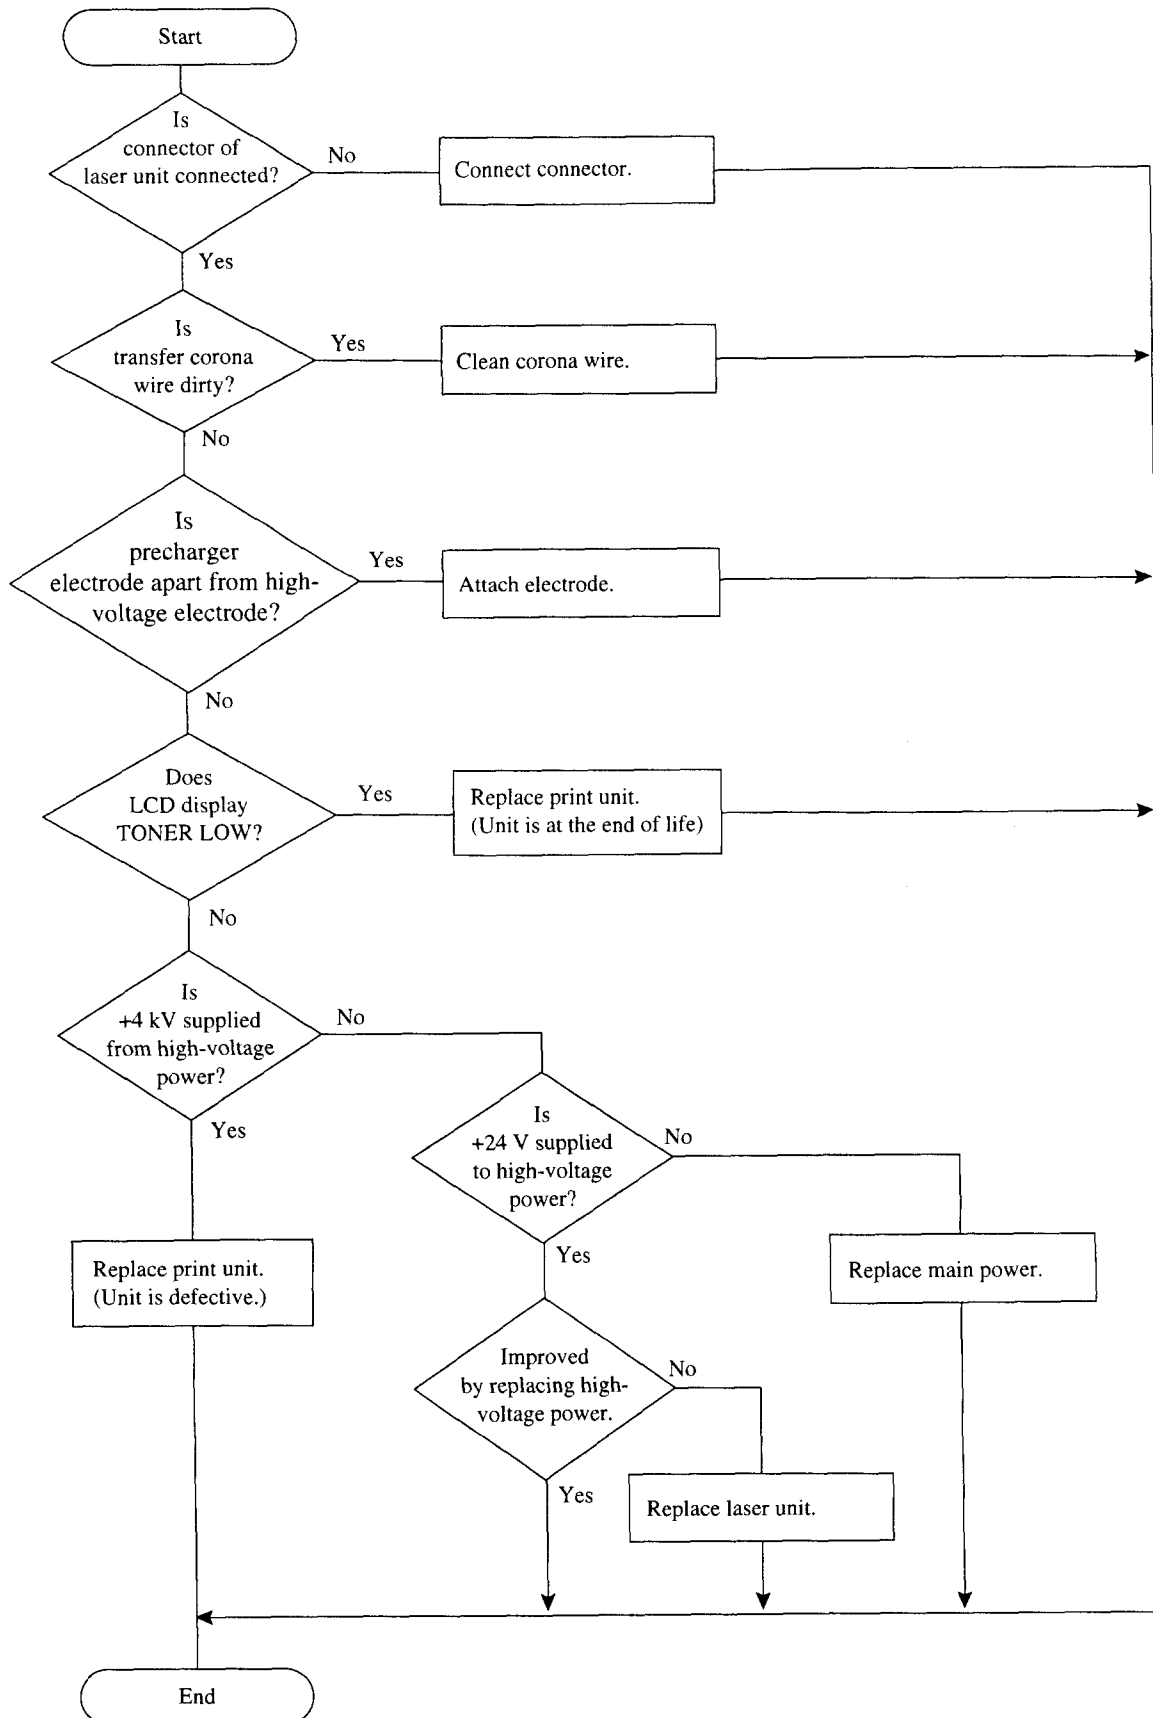 Start
Is
connector of
laser unit connected?
No
Connect connector.
Yes
Is
transfer corona
wire dirty?
Yes
Clean corona wire.
No
Is
precharger
electrode apart from high-
voltage electrode?
Yes
Attach electrode.
No
Does
LCD display
TONER LOW?
Yes
Replace print unit.
(Unit is at the end of life)
No
Is
+4 kV supplied
from high-voltage
power?
No
Yes
Is
+24 V supplied
to high-voltage
power?
No
Yes
Replace print unit.
(Unit is defective.)
Replace main power.
Improved
by replacing high-
voltage power.
No
Yes
Replace laser unit.
End